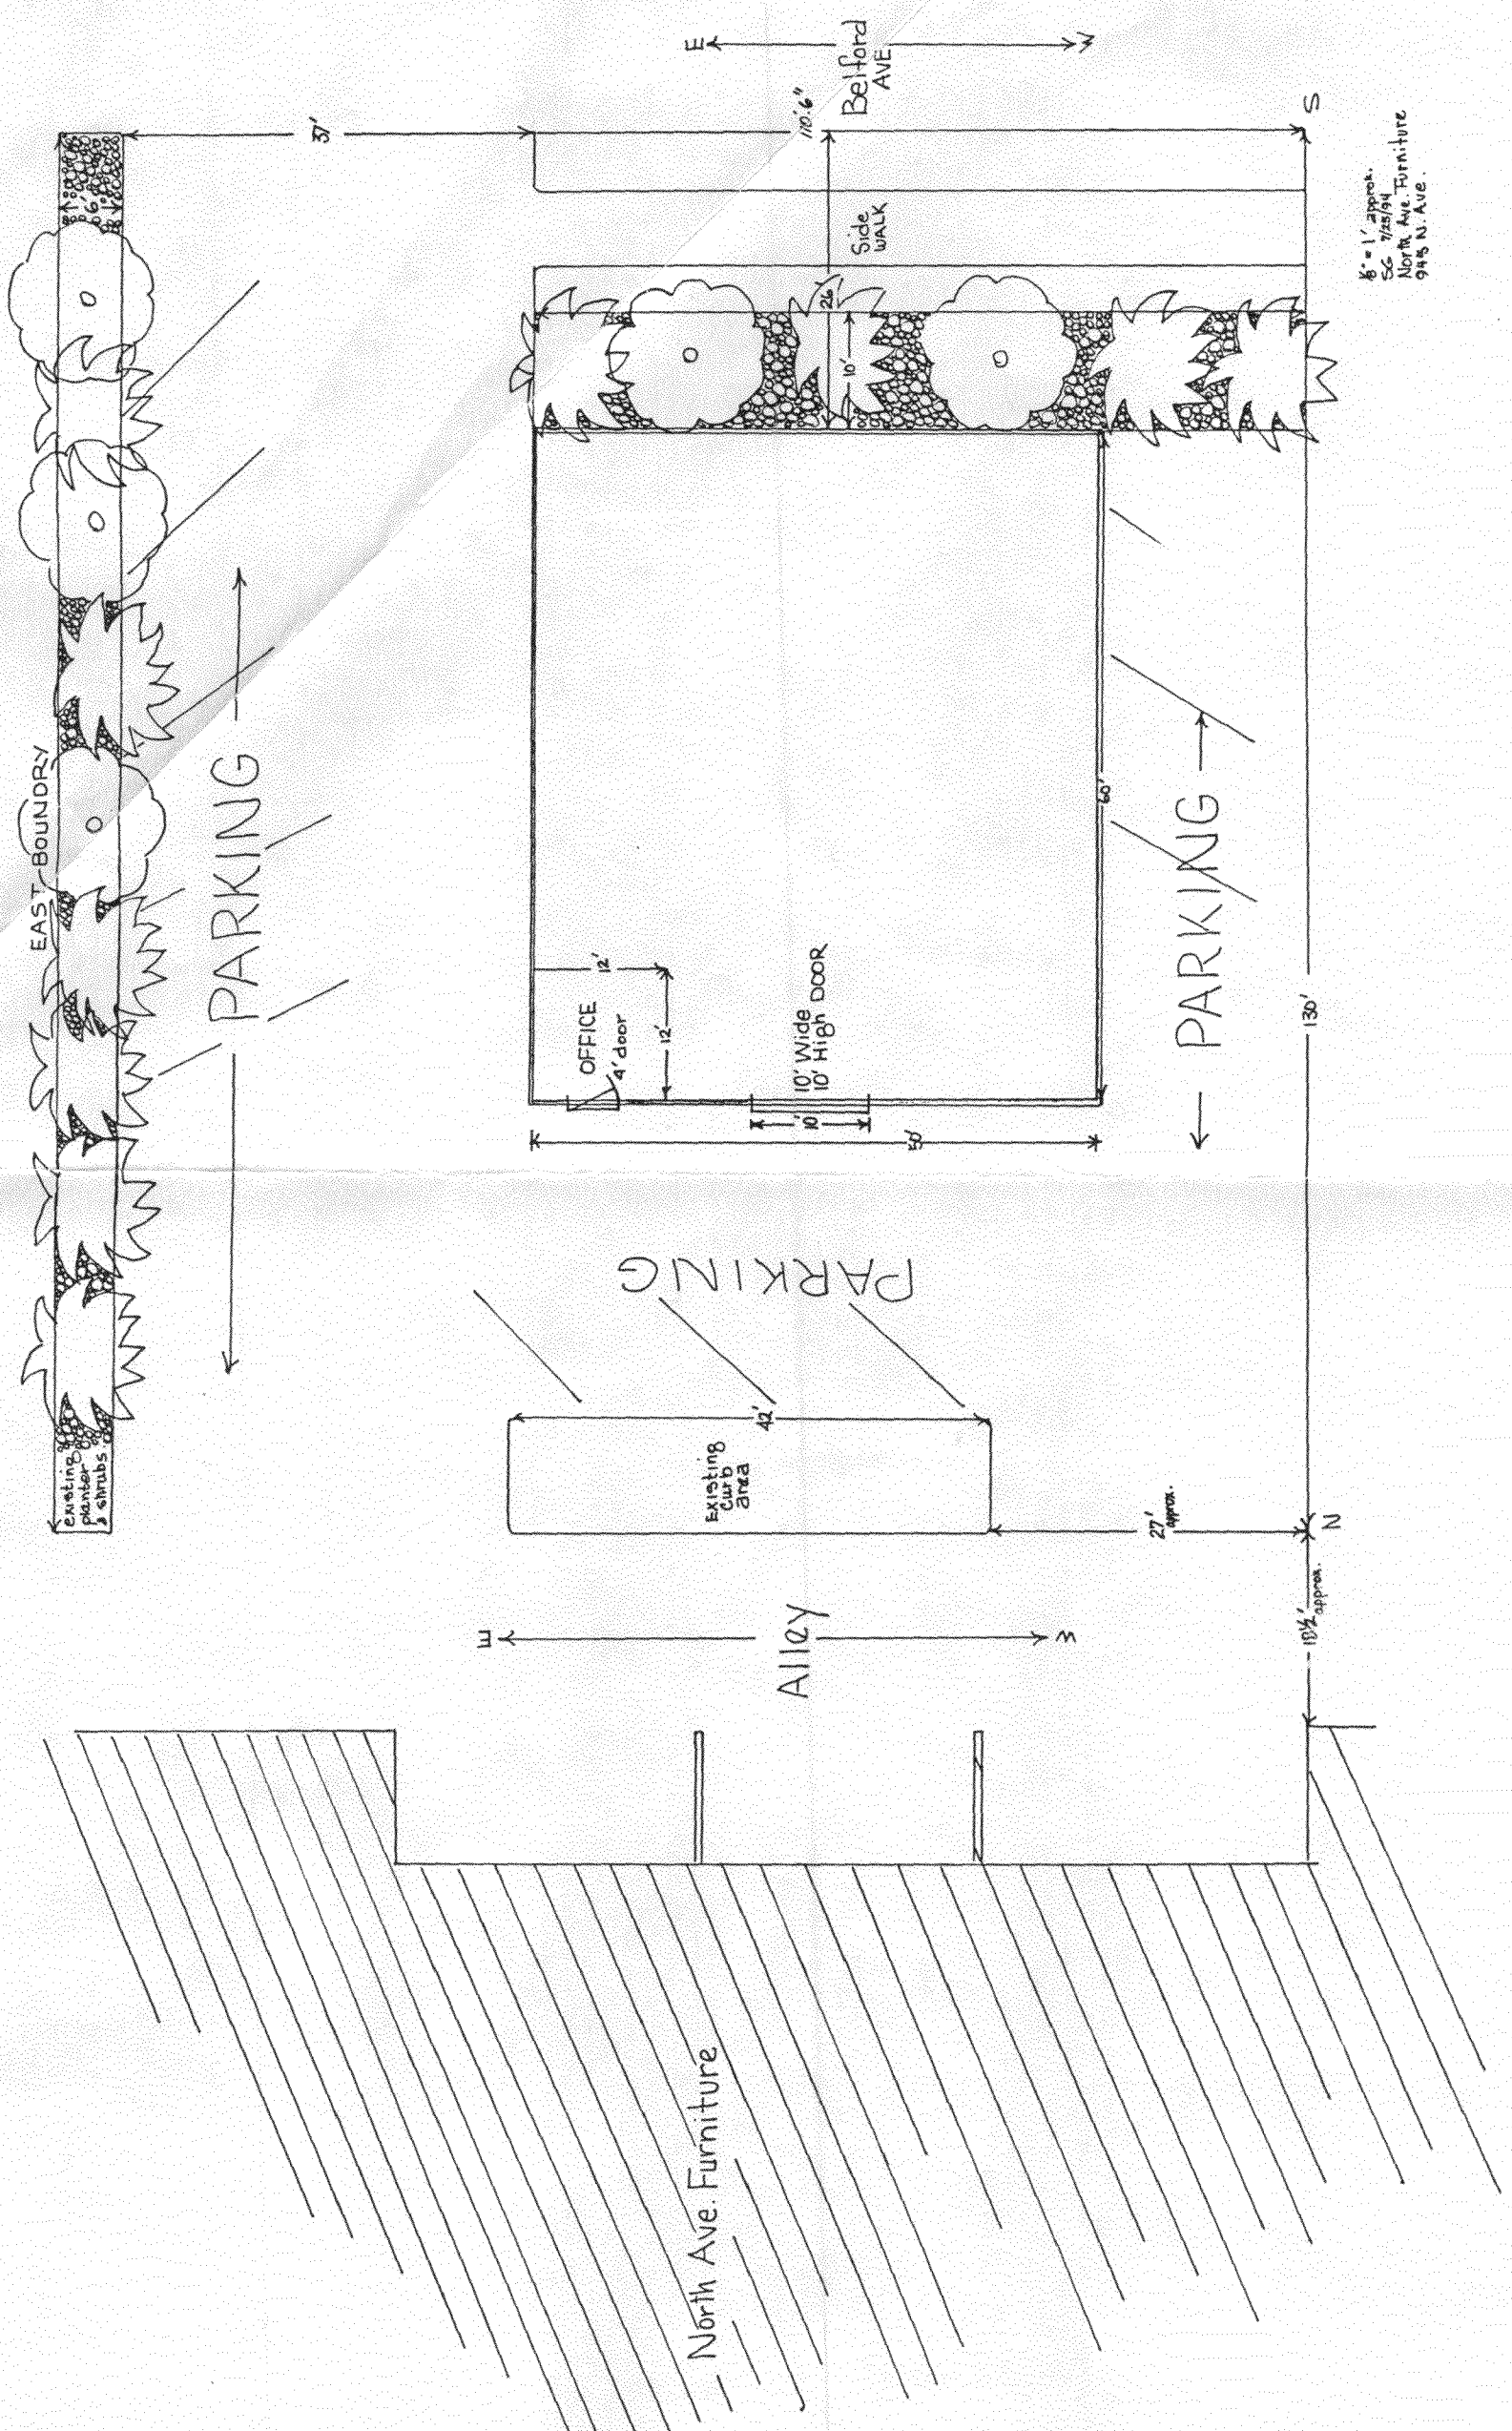 E
W
Belford
AVE
S
37'
110'6"
6'
Side
WALK
26'
10'
1/8" = 1' approx.
SG 7/25/94
North Ave. Furniture
945 N. Ave.
EAST BOUNDRY
PARKING
60'
PARKING
130'
12'
12'
OFFICE
4' door
10' Wide
10' High DOOR
10'
50'
PARKING
42'
Existing
Curb
area
existing
planter
& shrubs
27'
approx.
N
18½'
approx.
E
W
Alley
North Ave. Furniture